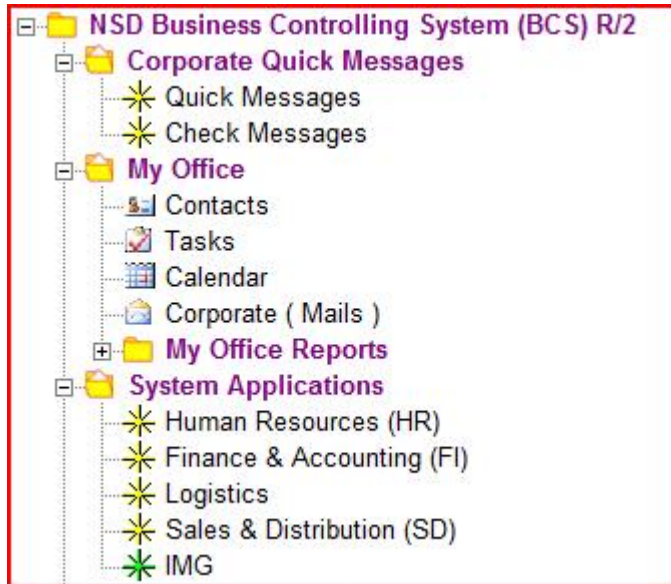 NSD Business Controlling System (BCS) R/2
Corporate Quick Messages
Quick Messages
Check Messages
My Office
Contacts
Tasks
Calendar
Corporate ( Mails )
My Office Reports
System Applications
Human Resources (HR)
Finance & Accounting (FI)
Logistics
Sales & Distribution (SD)
IMG